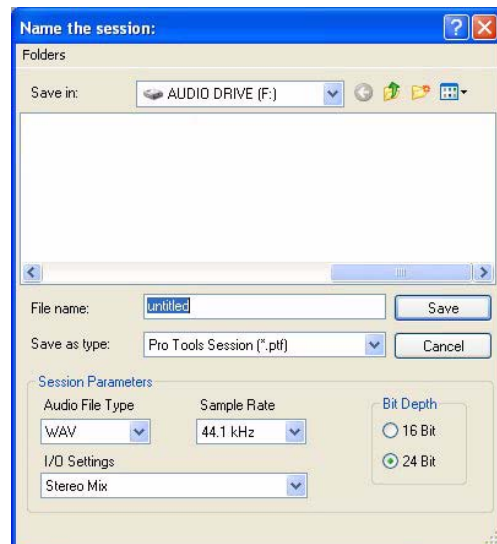 Name the session:
Folders
Save in: AUDIO DRIVE (F:)
File name: untitled Save
Save as type: Pro Tools Session (*.ptf) Cancel
Session Parameters
Audio File Type Sample Rate Bit Depth
WAV 44.1 kHz 16 Bit
I/O Settings 24 Bit
Stereo Mix